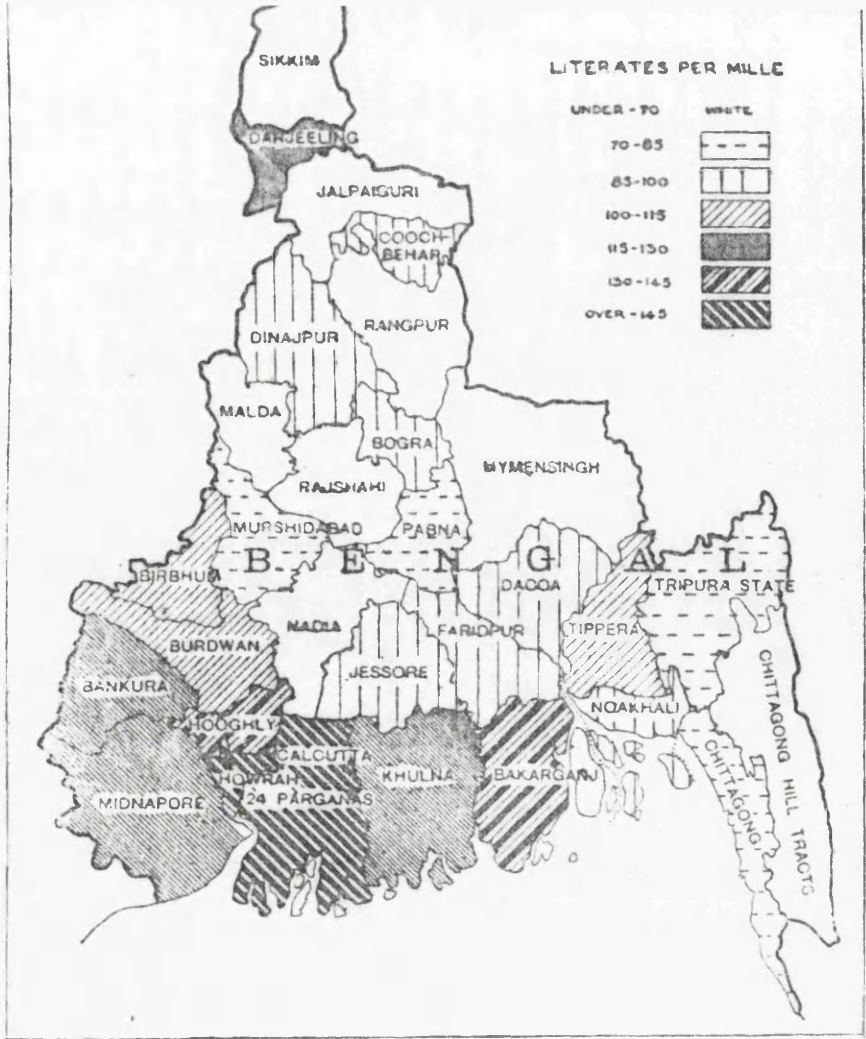 SIKKIM
DARJEELING
JALPAIGURI
COOCH-
BEHAR
DINAJPUR
RANGPUR
MALDA
BOGRA
MYMENSINGH
RAJSHAHI
MURSHIDABAD
PABNA
BENGAL
BIRBHUM
DACCA
TRIPURA STATE
NADIA
FARIDPUR
TIPPERA
BURDWAN
JESSORE
BANKURA
NOAKHALI
HOOGHLY
CALCUTTA
HOWRAH
KHULNA
BAKARGANJ
MIDNAPORE
24 PARGANAS
CHITTAGONG
CHITTAGONG HILL TRACTS
LITERATES PER MILLE
UNDER - 70 WHITE
70-85
85-100
100-115
115-130
130-145
OVER - 145